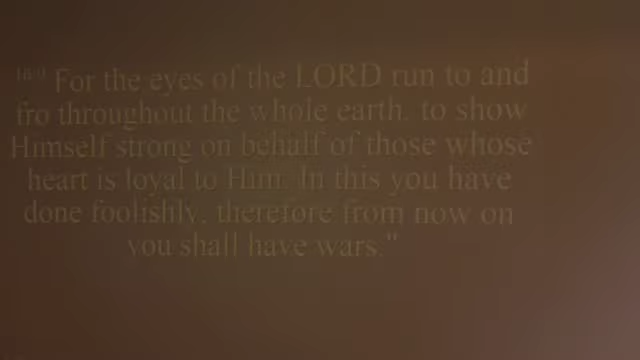 For the eyes of the LORD run to and
fro throughout the whole earth, to show
Himself strong on behalf of those whose
heart is loyal to Him. In this you have
done foolishly, therefore from now on
you shall have wars."